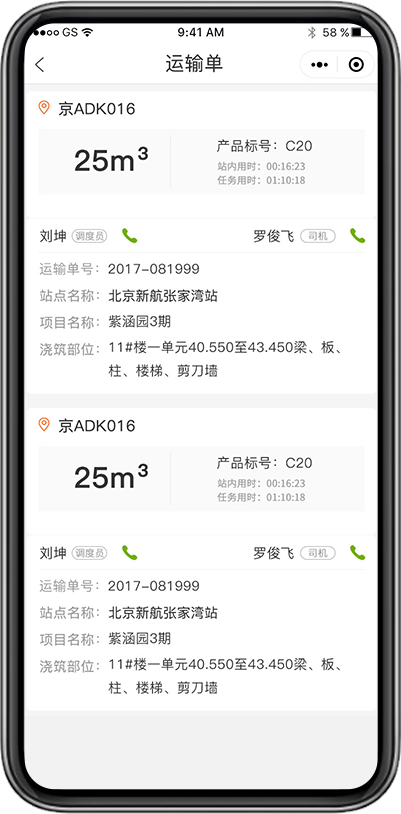 GS 9:41 AM 58 %
运输单
京ADK016
25m³
产品标号：C20
站内用时：00:16:23
任务用时：01:10:18
刘坤 调度员 罗俊飞 司机
运输单号：2017-081999
站点名称：北京新航张家湾站
项目名称：紫涵园3期
浇筑部位：11#楼一单元40.550至43.450梁、板、
柱、楼梯、剪刀墙
京ADK016
25m³
产品标号：C20
站内用时：00:16:23
任务用时：01:10:18
刘坤 调度员 罗俊飞 司机
运输单号：2017-081999
站点名称：北京新航张家湾站
项目名称：紫涵园3期
浇筑部位：11#楼一单元40.550至43.450梁、板、
柱、楼梯、剪刀墙